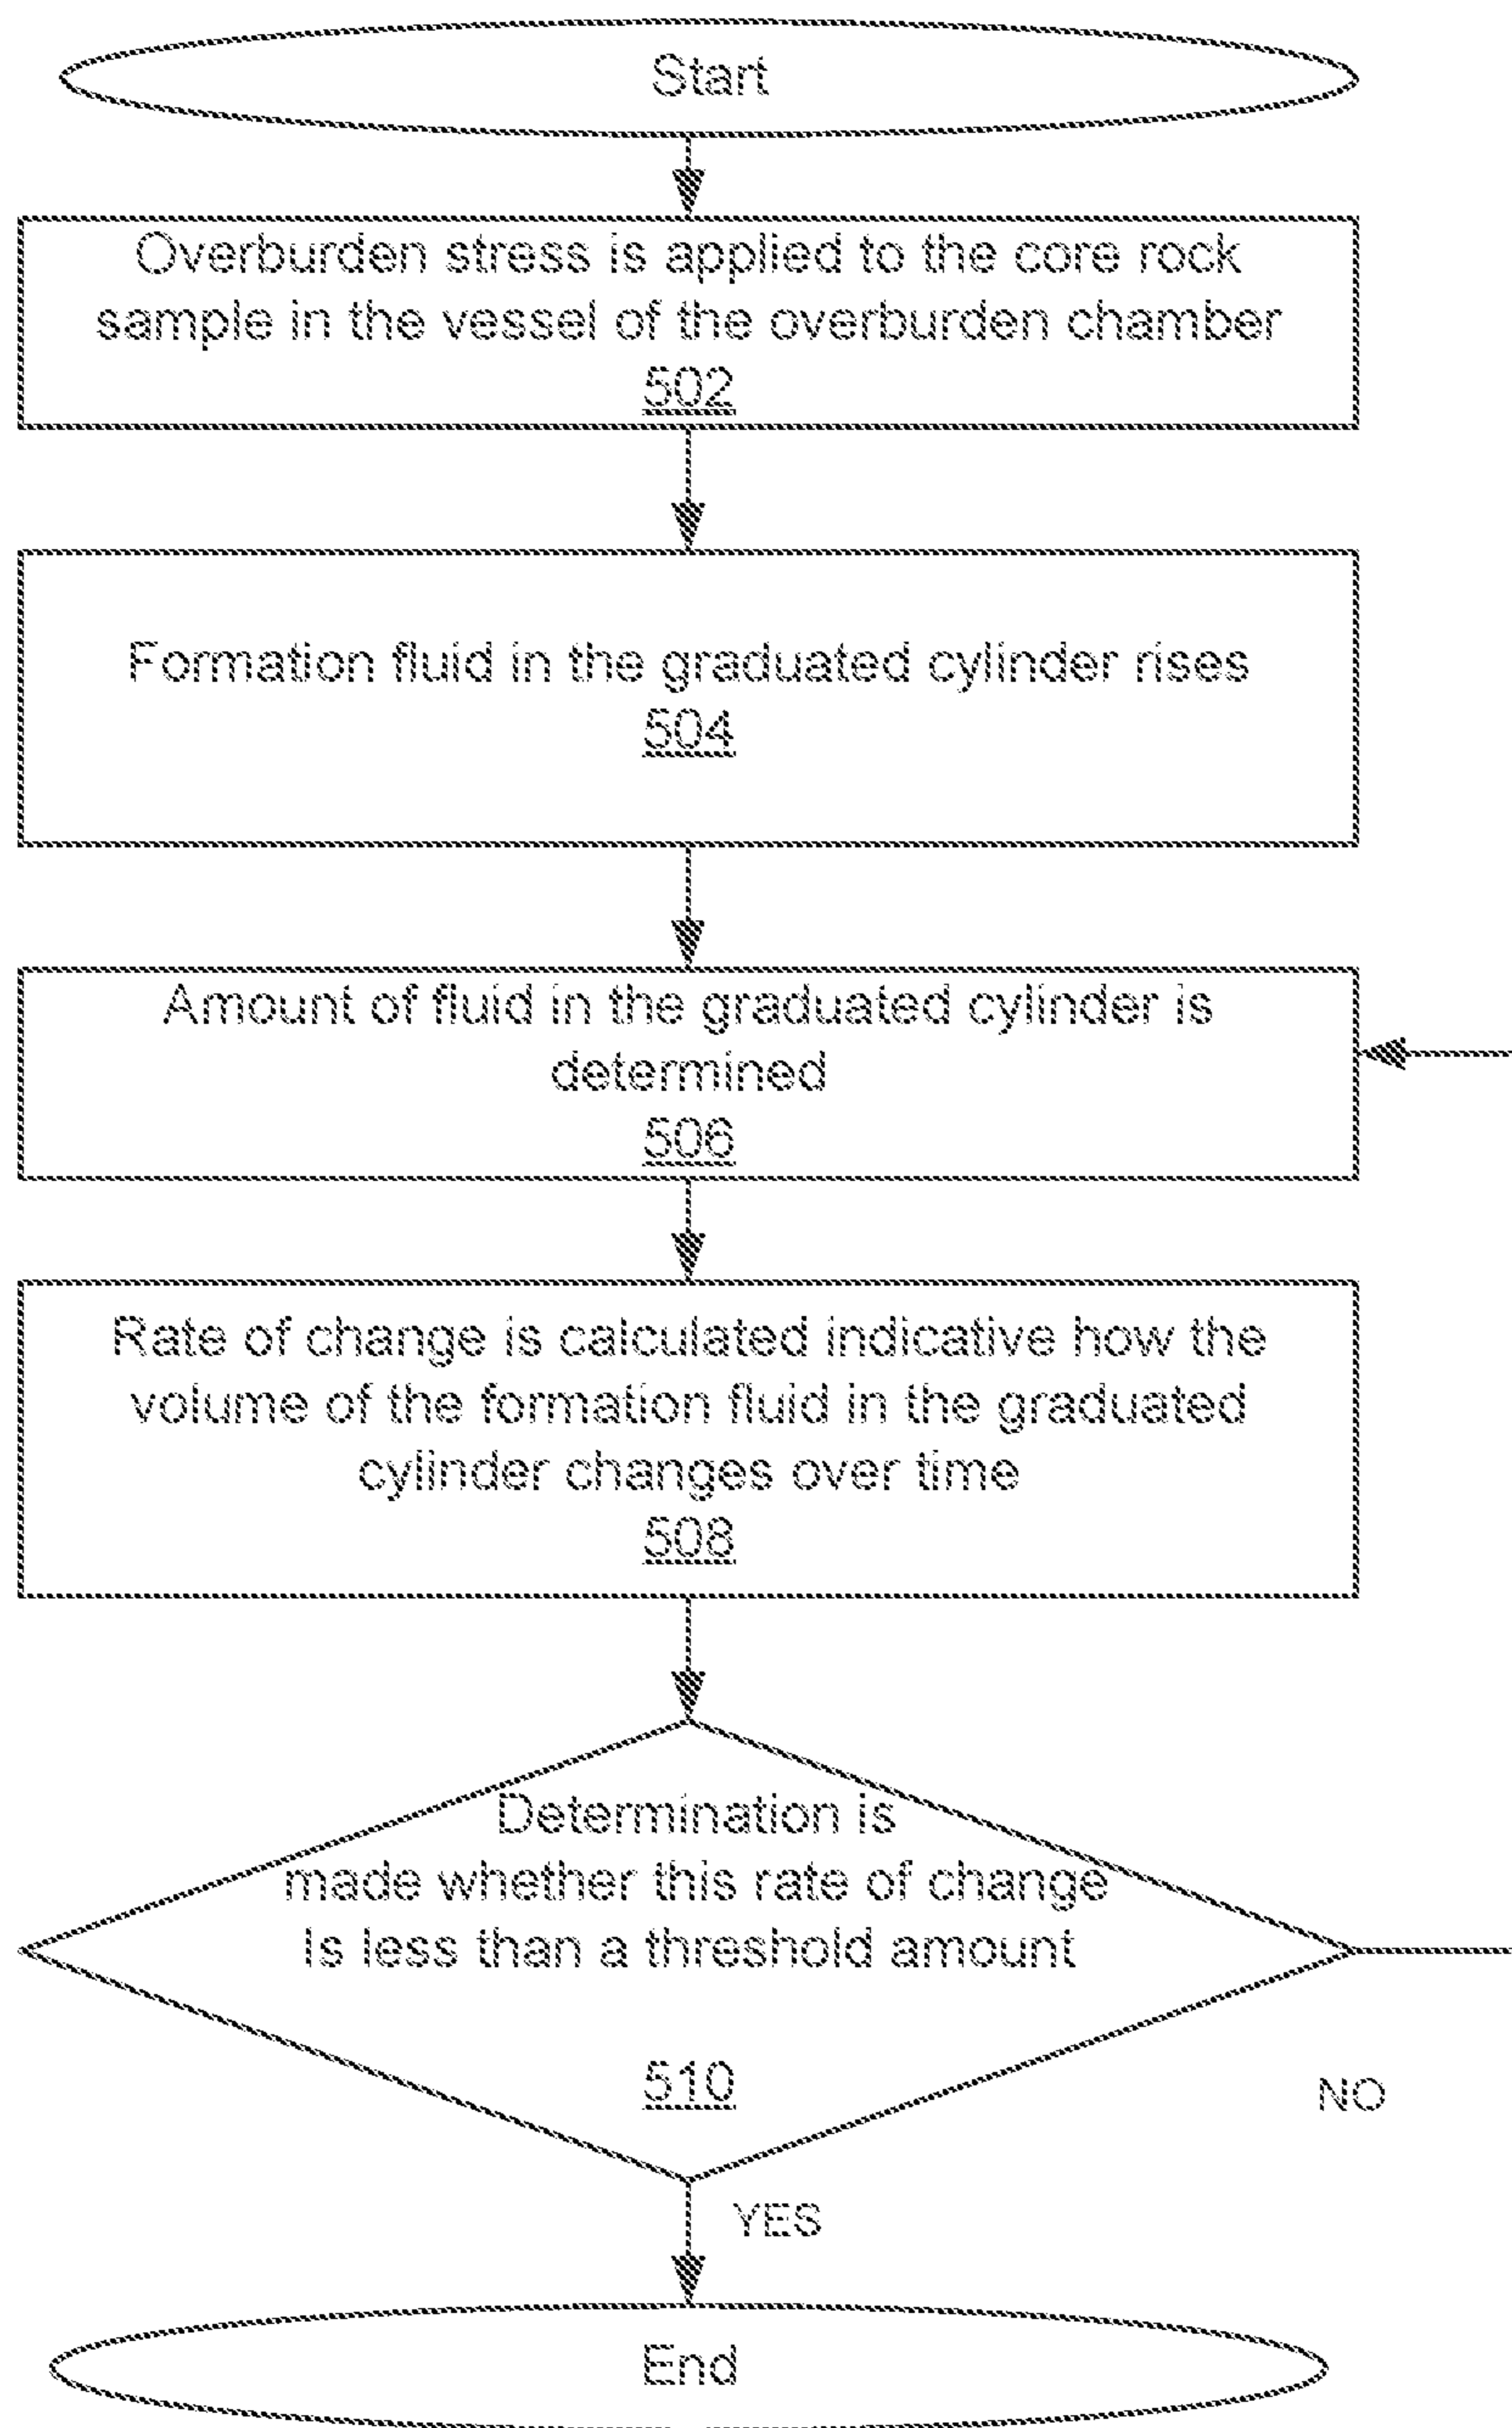 Start
Overburden stress is applied to the core rock
sample in the vessel of the overburden chamber
502
Formation fluid in the graduated cylinder rises
504
Amount of fluid in the graduated cylinder is
determined
506
Rate of change is calculated indicative how the
volume of the formation fluid in the graduated
cylinder changes over time
508
Determination is
made whether this rate of change
Is less than a threshold amount
510
NO
YES
End